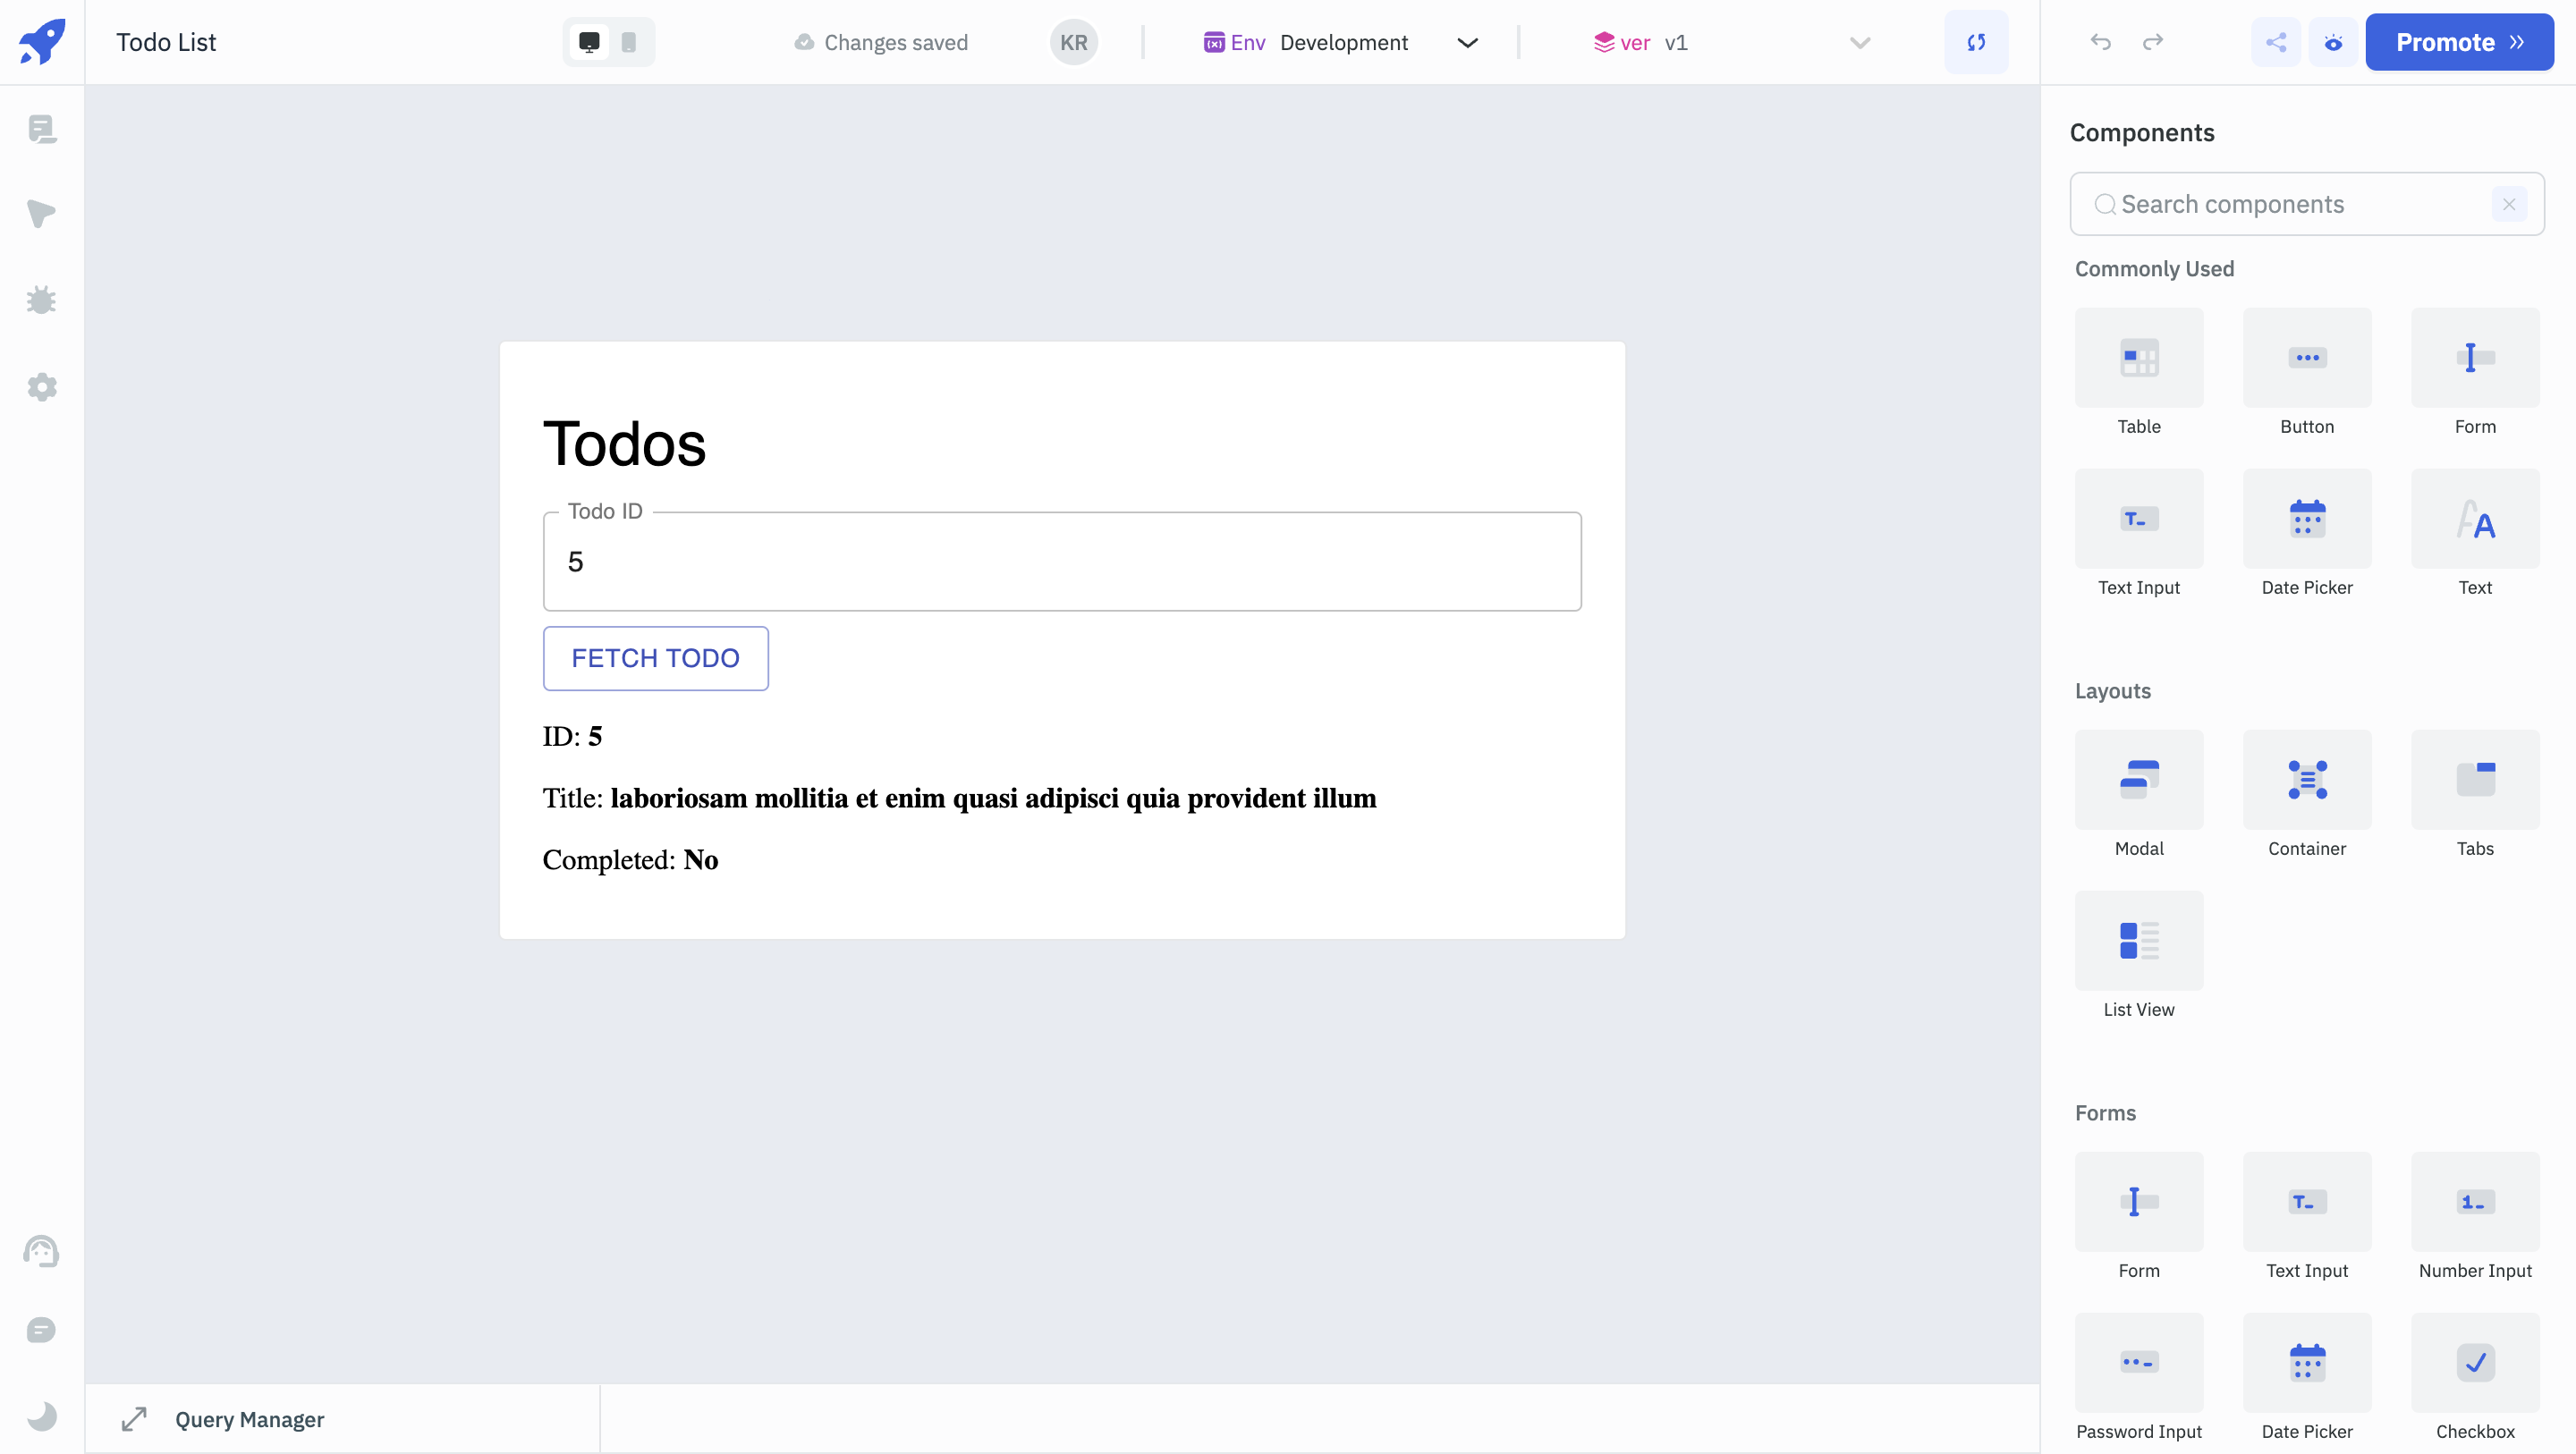 Todo List
Changes saved
KR
Env Development
ver v1
Promote
Components
Search components
Commonly Used
Table Button Form
Text Input Date Picker Text
Layouts
Modal Container Tabs
List View
Forms
Form Text Input Number Input
Password Input Date Picker Checkbox
Todos
Todo ID
5
FETCH TODO
ID: 5
Title: laboriosam mollitia et enim quasi adipisci quia provident illum
Completed: No
Query Manager